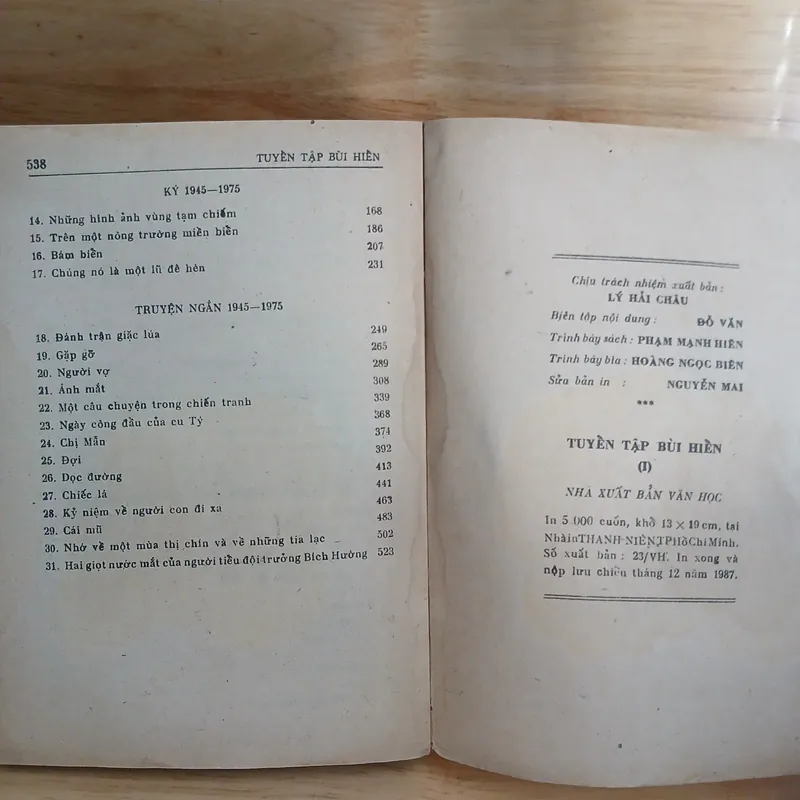 538
TUYỂN TẬP BÙI HIỂN
KÝ 1945—1975
14. Những hình ảnh vùng tạm chiếm 168
15. Trên một nông trường miền biển 186
16. Bám biển 207
17. Chúng nó là một lũ đê hèn 231
TRUYỆN NGẮN 1945—1975
18. Đánh trận giặc lúa 249
19. Gặp gỡ 265
20. Người vợ 289
21. Ánh mắt 308
22. Một câu chuyện trong chiến tranh 339
23. Ngày công đầu của cu Tý 368
24. Chị Mẫn 374
25. Đợi 392
26. Dọc đường 413
27. Chiếc lá 441
28. Kỷ niệm về người con đi xa 463
29. Cái mũ 483
30. Nhớ về một mùa thị chín và về những tia lạc 502
31. Hai giọt nước mắt của người tiểu đội trưởng Bích Hường 523
Chịu trách nhiệm xuất bản :
LÝ HẢI CHÂU
Biên tập nội dung : ĐỖ VĂN
Trình bày sách : PHẠM MẠNH HIÊN
Trình bày bìa : HOÀNG NGỌC BIÊN
Sửa bản in : NGUYỄN MAI
***
TUYỂN TẬP BÙI HIỂN
(I)
NHÀ XUẤT BẢN VĂN HỌC
In 5 000 cuốn, khổ 13 × 19 cm, tại
Nhà in THANH NIÊN, TP Hồ Chí Minh.
Số xuất bản : 23/VH. In xong và
nộp lưu chiểu tháng 12 năm 1987.